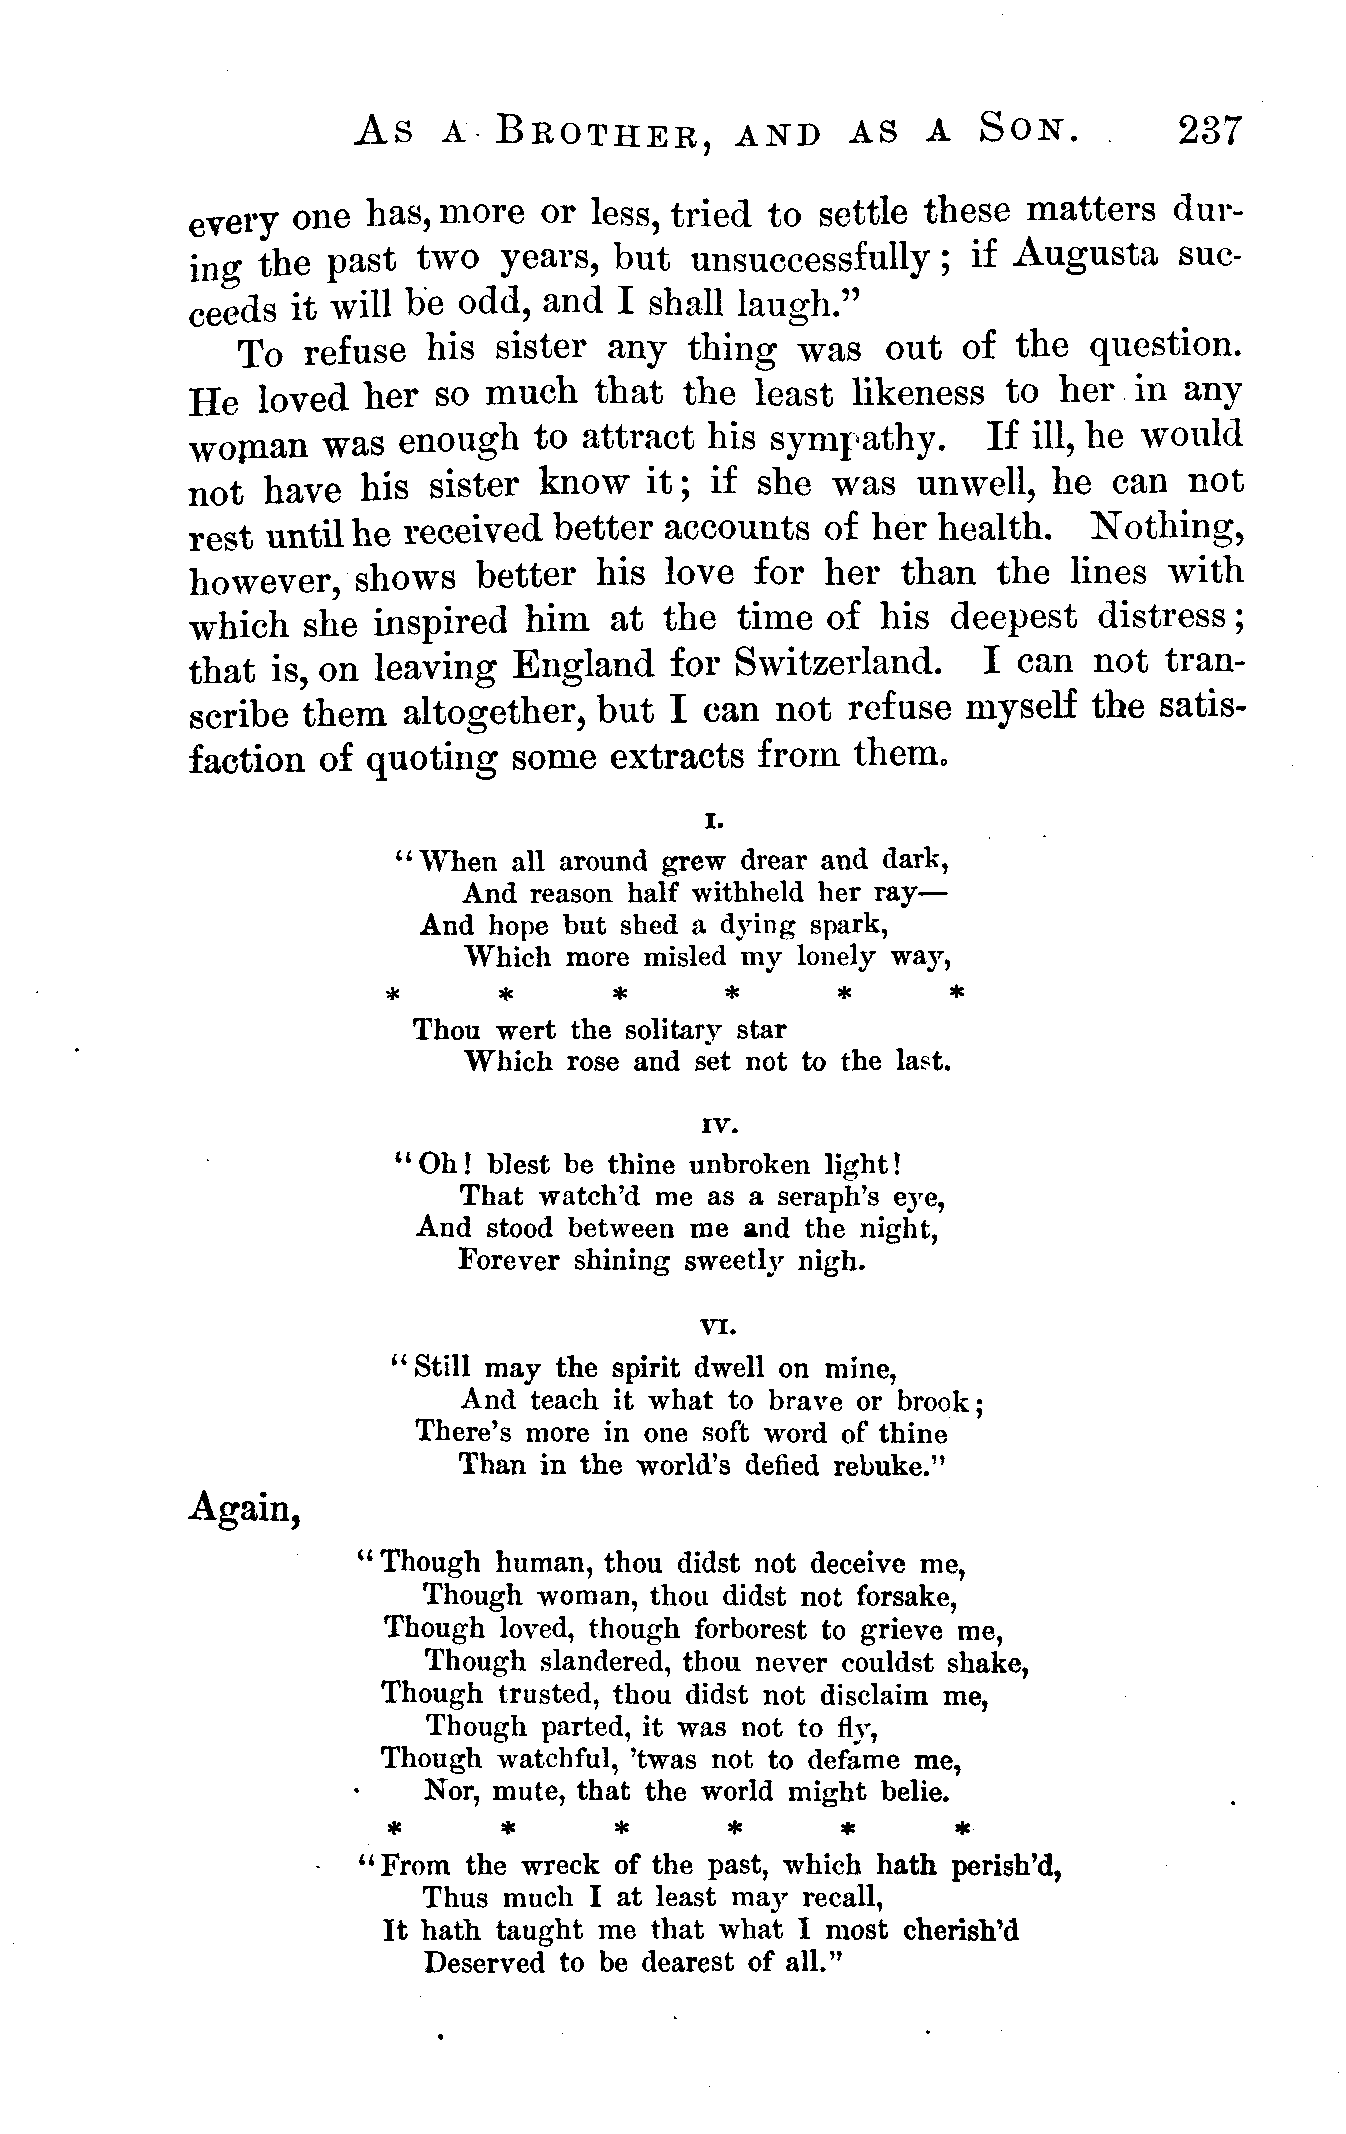 As a Brother, and as a Son. 237
every one has, more or less, tried to settle these matters dur-
ing the past two years, but unsuccessfully; if Augusta suc-
ceeds it will be odd, and I shall laugh."
To refuse his sister any thing was out of the question.
He loved her so much that the least likeness to her in any
woman was enough to attract his sympathy. If ill, he would
not have his sister know it; if she was unwell, he can not
rest until he received better accounts of her health. Nothing,
however, shows better his love for her than the lines with
which she inspired him at the time of his deepest distress;
that is, on leaving England for Switzerland. I can not tran-
scribe them altogether, but I can not refuse myself the satis-
faction of quoting some extracts from them.
I.
"When all around grew drear and dark,
And reason half withheld her ray—
And hope but shed a dying spark,
Which more misled my lonely way,
* * * * * *
Thou wert the solitary star
Which rose and set not to the last.
IV.
"Oh! blest be thine unbroken light!
That watch'd me as a seraph's eye,
And stood between me and the night,
Forever shining sweetly nigh.
VI.
"Still may the spirit dwell on mine,
And teach it what to brave or brook;
There's more in one soft word of thine
Than in the world's defied rebuke."
Again,
"Though human, thou didst not deceive me,
Though woman, thou didst not forsake,
Though loved, though forborest to grieve me,
Though slandered, thou never couldst shake,
Though trusted, thou didst not disclaim me,
Though parted, it was not to fly,
Though watchful, 'twas not to defame me,
Nor, mute, that the world might belie.
* * * * * *
"From the wreck of the past, which hath perish'd,
Thus much I at least may recall,
It hath taught me that what I most cherish'd
Deserved to be dearest of all."